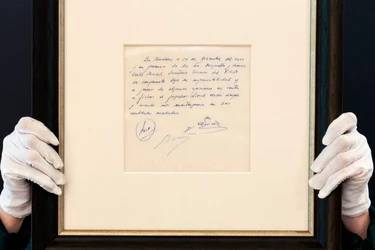 En Barcelona a 14 de diciembre del 2000
y en presencia de los Srs Minguella y Horacio
Carles Rexach Secretario técnico del F.C.B
se compromete bajo su responsabilidad y
a pesar de algunas opiniones en contra
a fichar al jugador Lionel Messi siempre
y cuando nos mantengamos en las
cantidades acordadas